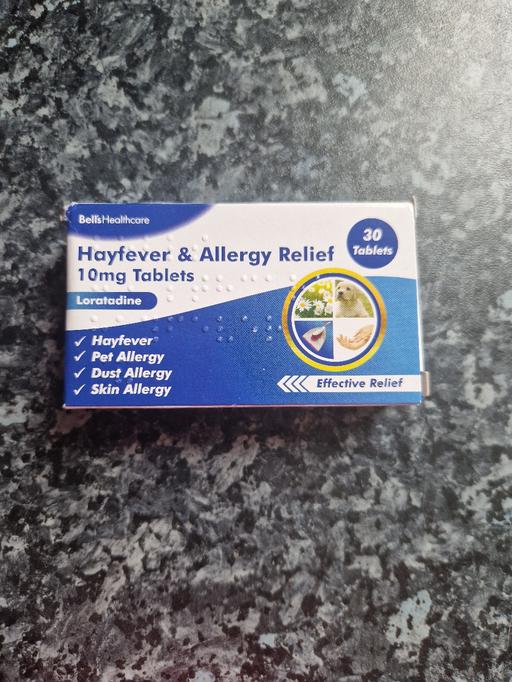 Bell's Healthcare
Hayfever & Allergy Relief
10mg Tablets
30
Tablets
Loratadine
✓ Hayfever
✓ Pet Allergy
✓ Dust Allergy
✓ Skin Allergy
Effective Relief